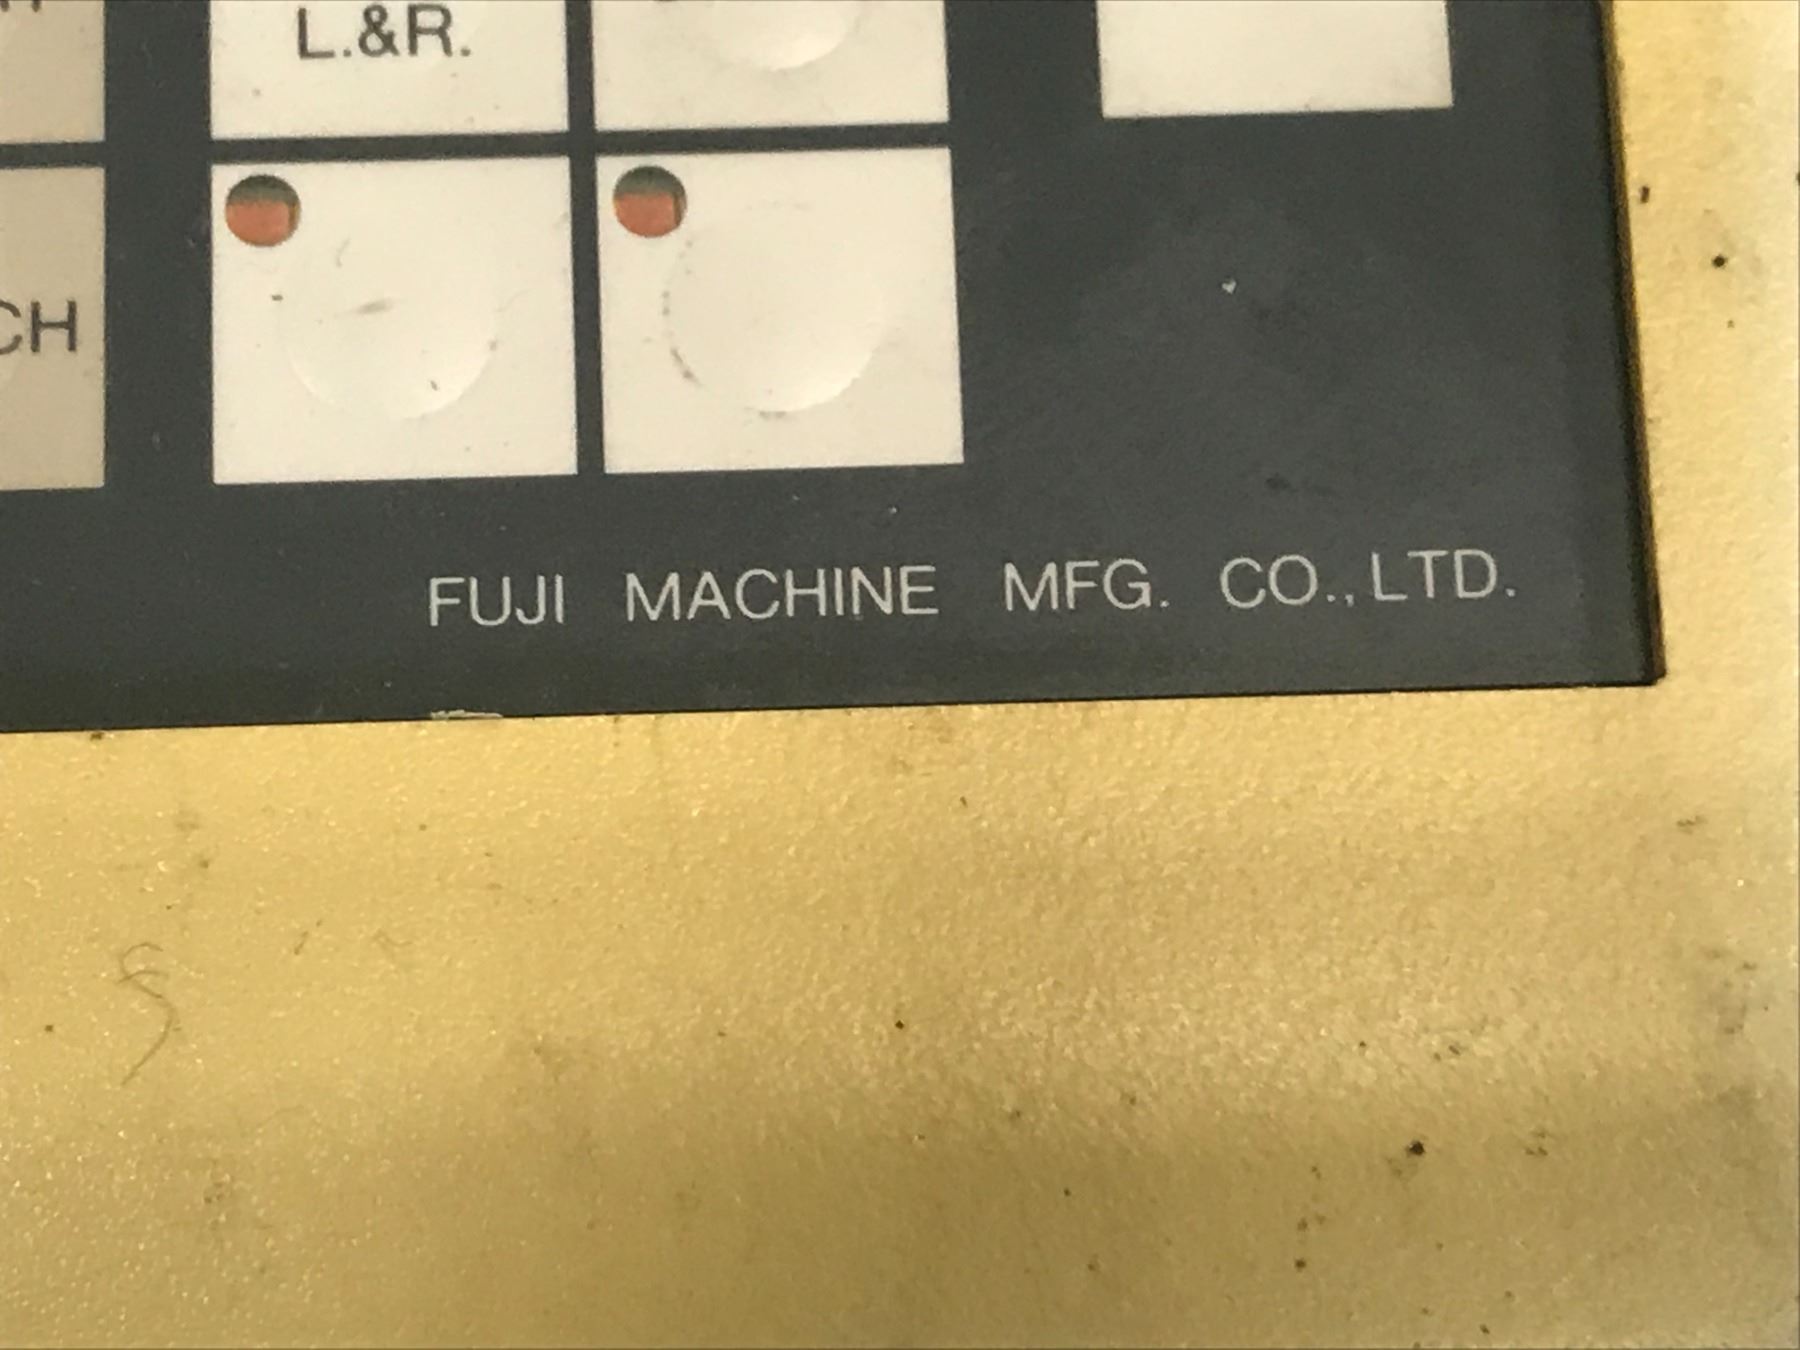 L.&R.
CH
FUJI MACHINE MFG. CO.,LTD.